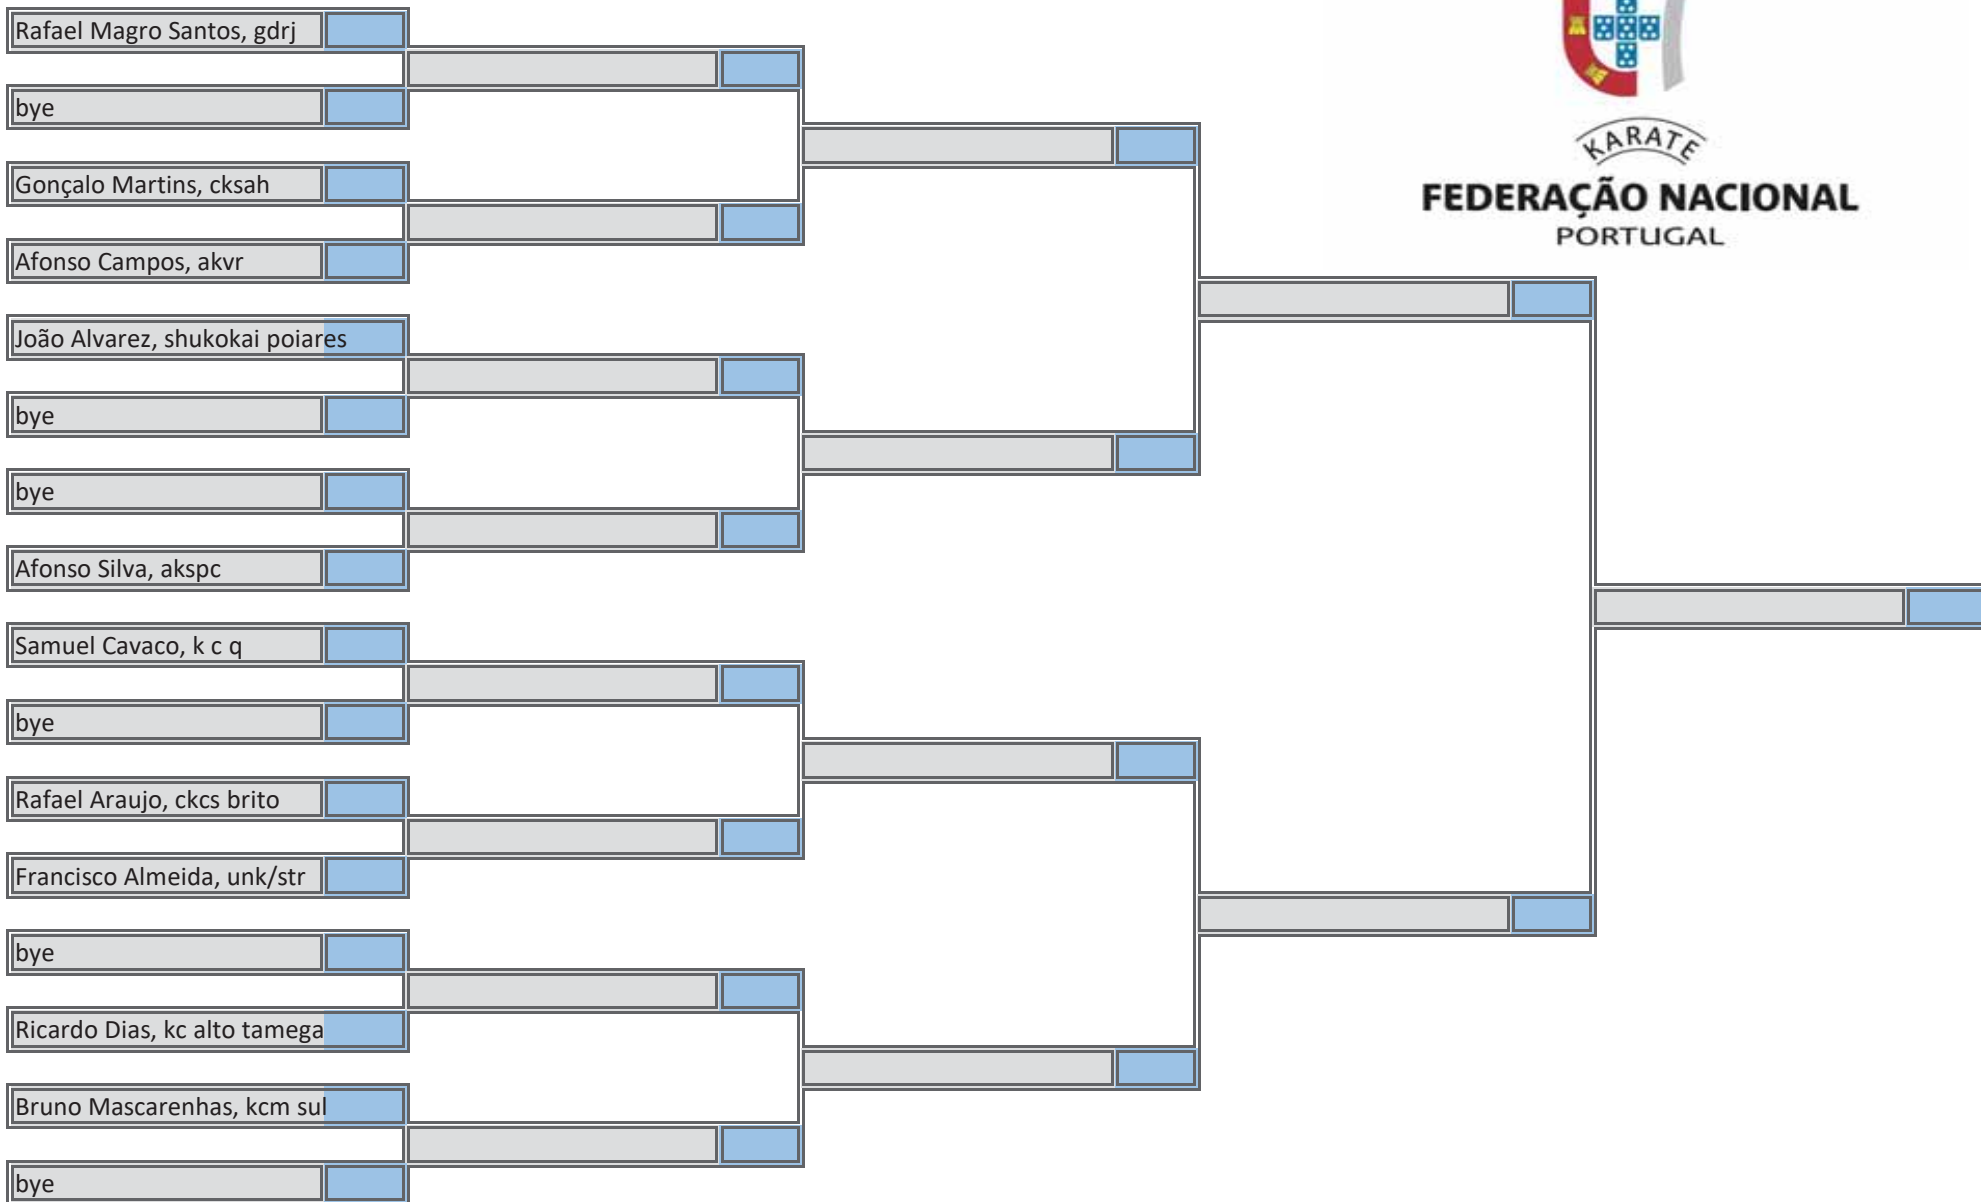 Rafael Magro Santos, gdrj
bye
Gonçalo Martins, cksah
Afonso Campos, akvr
João Alvarez, shukokai poiares
bye
bye
Afonso Silva, akspc
Samuel Cavaco, k c q
bye
Rafael Araujo, ckcs brito
Francisco Almeida, unk/str
bye
Ricardo Dias, kc alto tamega
Bruno Mascarenhas, kcm sul
bye
KARATE
FEDERAÇÃO NACIONAL
PORTUGAL